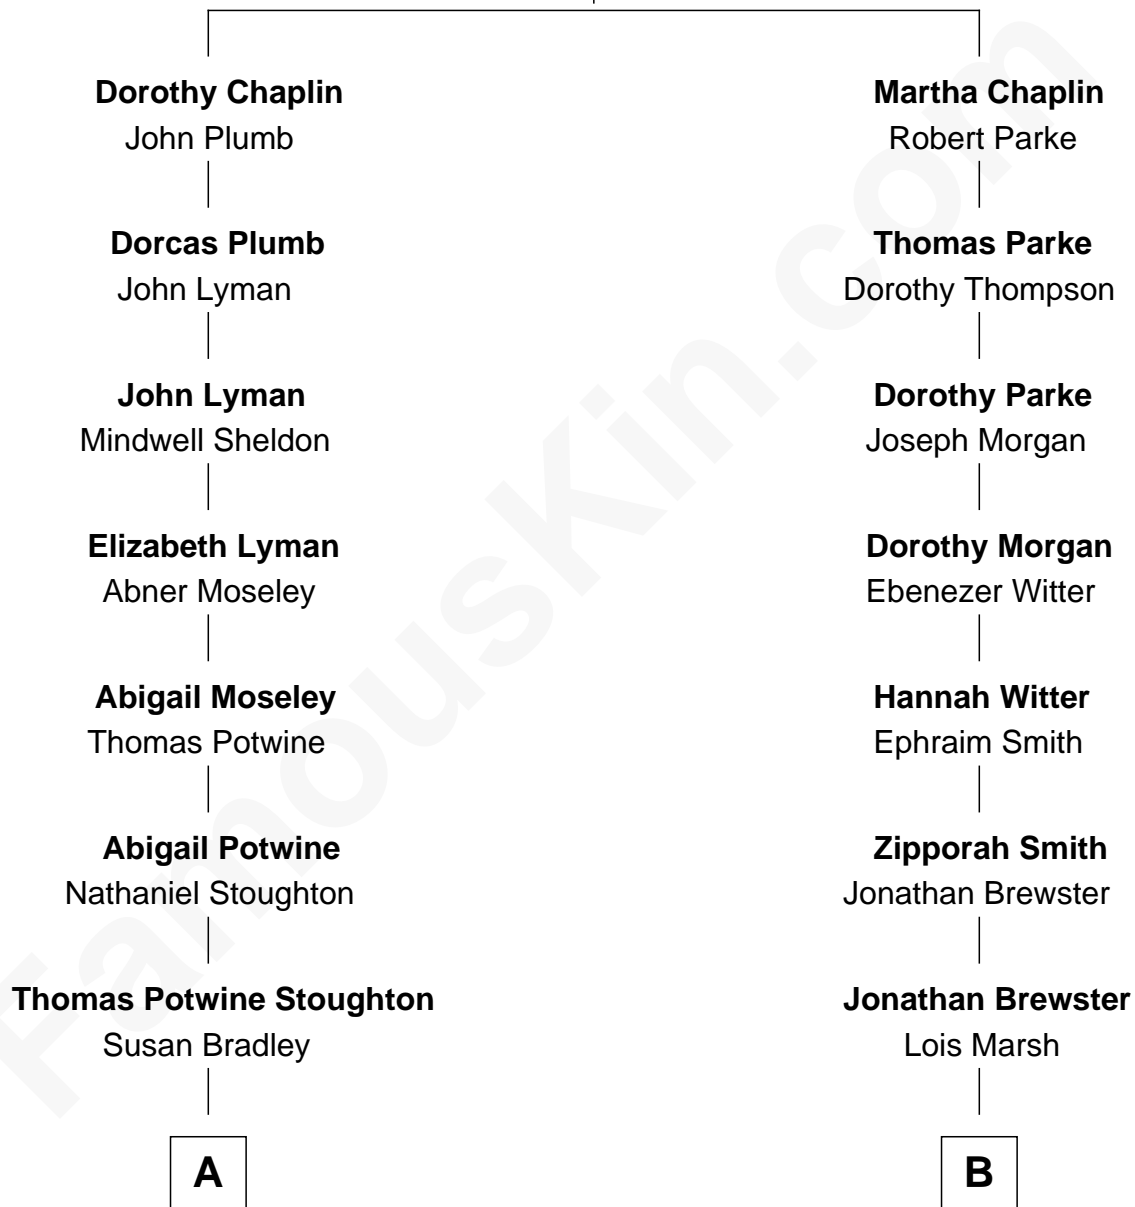 Dorothy Chaplin
John Plumb
Dorcas Plumb
John Lyman
John Lyman
Mindwell Sheldon
Elizabeth Lyman
Abner Moseley
Abigail Moseley
Thomas Potwine
Abigail Potwine
Nathaniel Stoughton
Thomas Potwine Stoughton
Susan Bradley
A
Martha Chaplin
Robert Parke
Thomas Parke
Dorothy Thompson
Dorothy Parke
Joseph Morgan
Dorothy Morgan
Ebenezer Witter
Hannah Witter
Ephraim Smith
Zipporah Smith
Jonathan Brewster
Jonathan Brewster
Lois Marsh
B
FamousKin.com